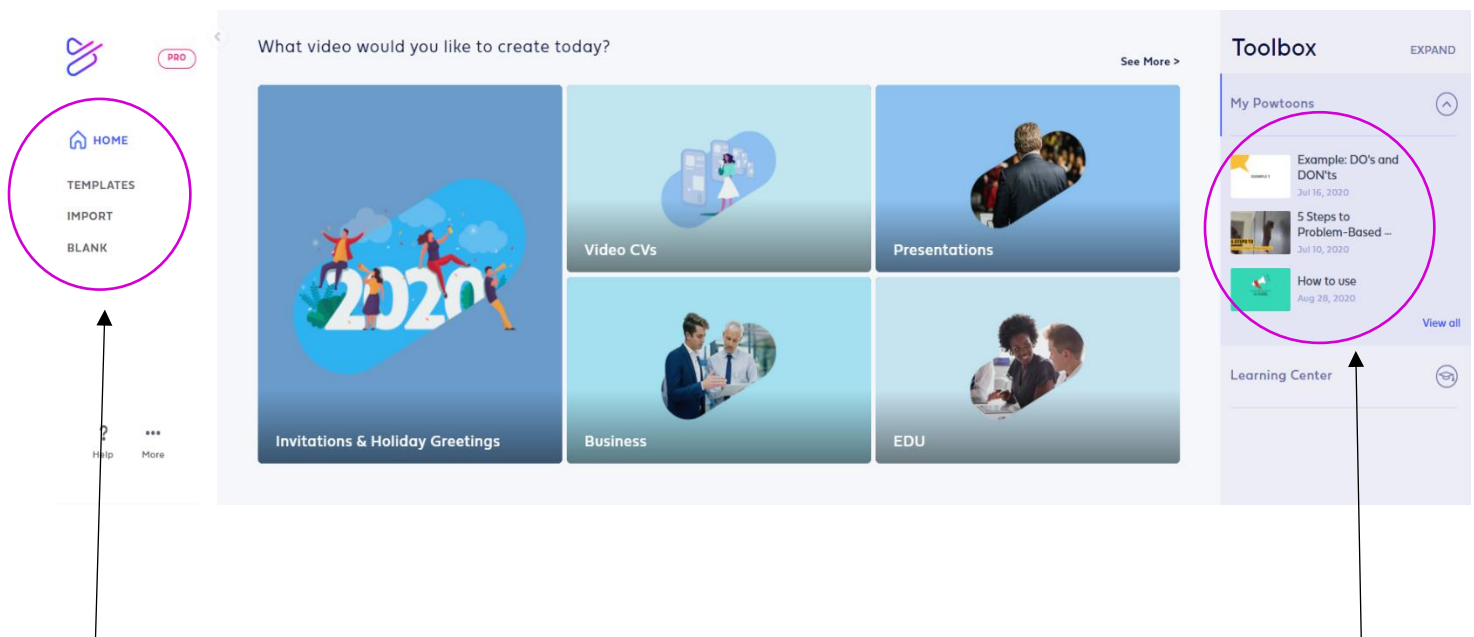 PRO
HOME
TEMPLATES
IMPORT
BLANK
?
Help
•••
More
<
What video would you like to create today?
See More >
2020
Invitations & Holiday Greetings
Video CVs
Presentations
Business
EDU
Toolbox
EXPAND
My Powtoons
EXAMPLE 1
Example: DO's and
DON'ts
Jul 16, 2020
5 Steps to
Problem-Based ...
Jul 10, 2020
How to use
Aug 28, 2020
View all
Learning Center